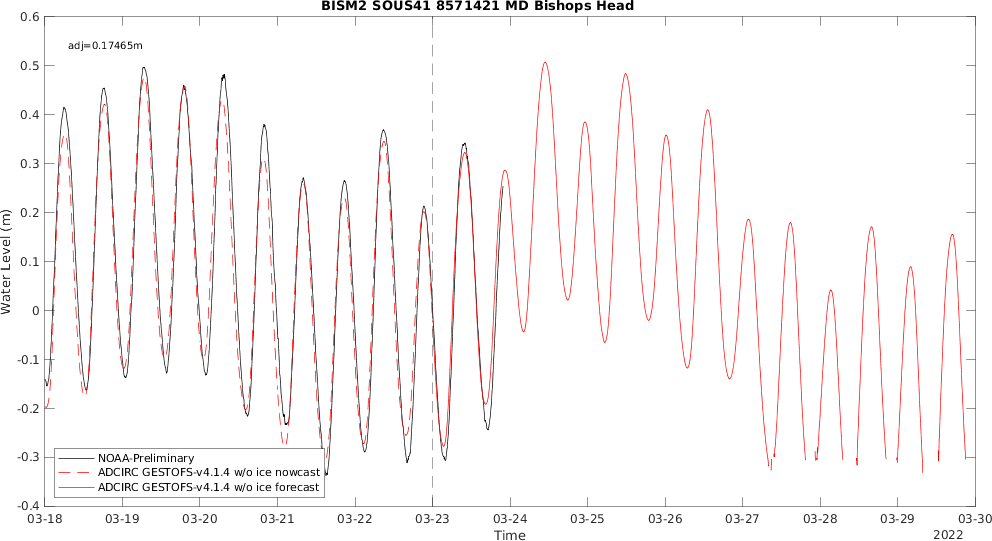 BISM2 SOUS41 8571421 MD Bishops Head
adj=0.17465m
0.6
0.5
0.4
0.3
0.2
0.1
0
-0.1
-0.2
-0.3
-0.4
Water Level (m)
NOAA-Preliminary
ADCIRC GESTOFS-v4.1.4 w/o ice nowcast
ADCIRC GESTOFS-v4.1.4 w/o ice forecast
03-18 03-19 03-20 03-21 03-22 03-23 03-24 03-25 03-26 03-27 03-28 03-29 03-30
Time
2022